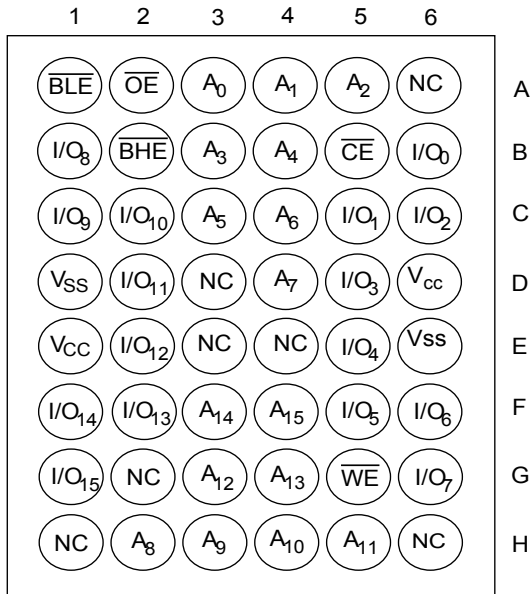 1 2 3 4 5 6
BLE OE A0 A1 A2 NC A
I/O8 BHE A3 A4 CE I/O0 B
I/O9 I/O10 A5 A6 I/O1 I/O2 C
VSS I/O11 NC A7 I/O3 Vcc D
VCC I/O12 NC NC I/O4 Vss E
I/O14 I/O13 A14 A15 I/O5 I/O6 F
I/O15 NC A12 A13 WE I/O7 G
NC A8 A9 A10 A11 NC H